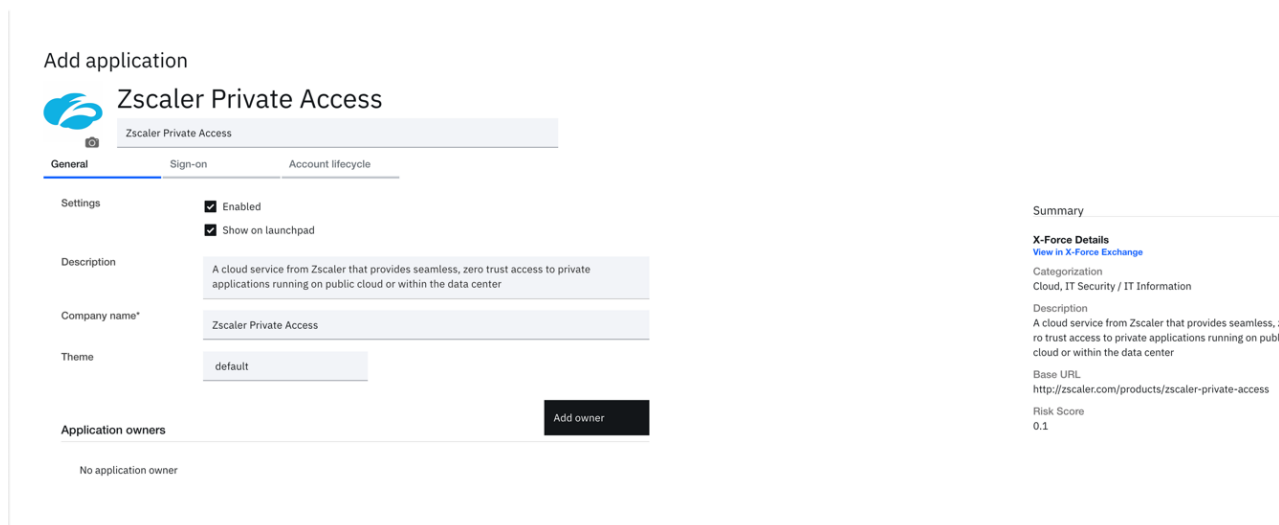 Add application
Zscaler Private Access
Zscaler Private Access
General
Sign-on
Account lifecycle
Settings
Enabled
Show on launchpad
Description
A cloud service from Zscaler that provides seamless, zero trust access to private
applications running on public cloud or within the data center
Company name*
Zscaler Private Access
Theme
default
Add owner
Application owners
No application owner
Summary
X-Force Details
View in X-Force Exchange
Categorization
Cloud, IT Security / IT Information
Description
A cloud service from Zscaler that provides seamless,
ro trust access to private applications running on publ
cloud or within the data center
Base URL
http://zscaler.com/products/zscaler-private-access
Risk Score
0.1